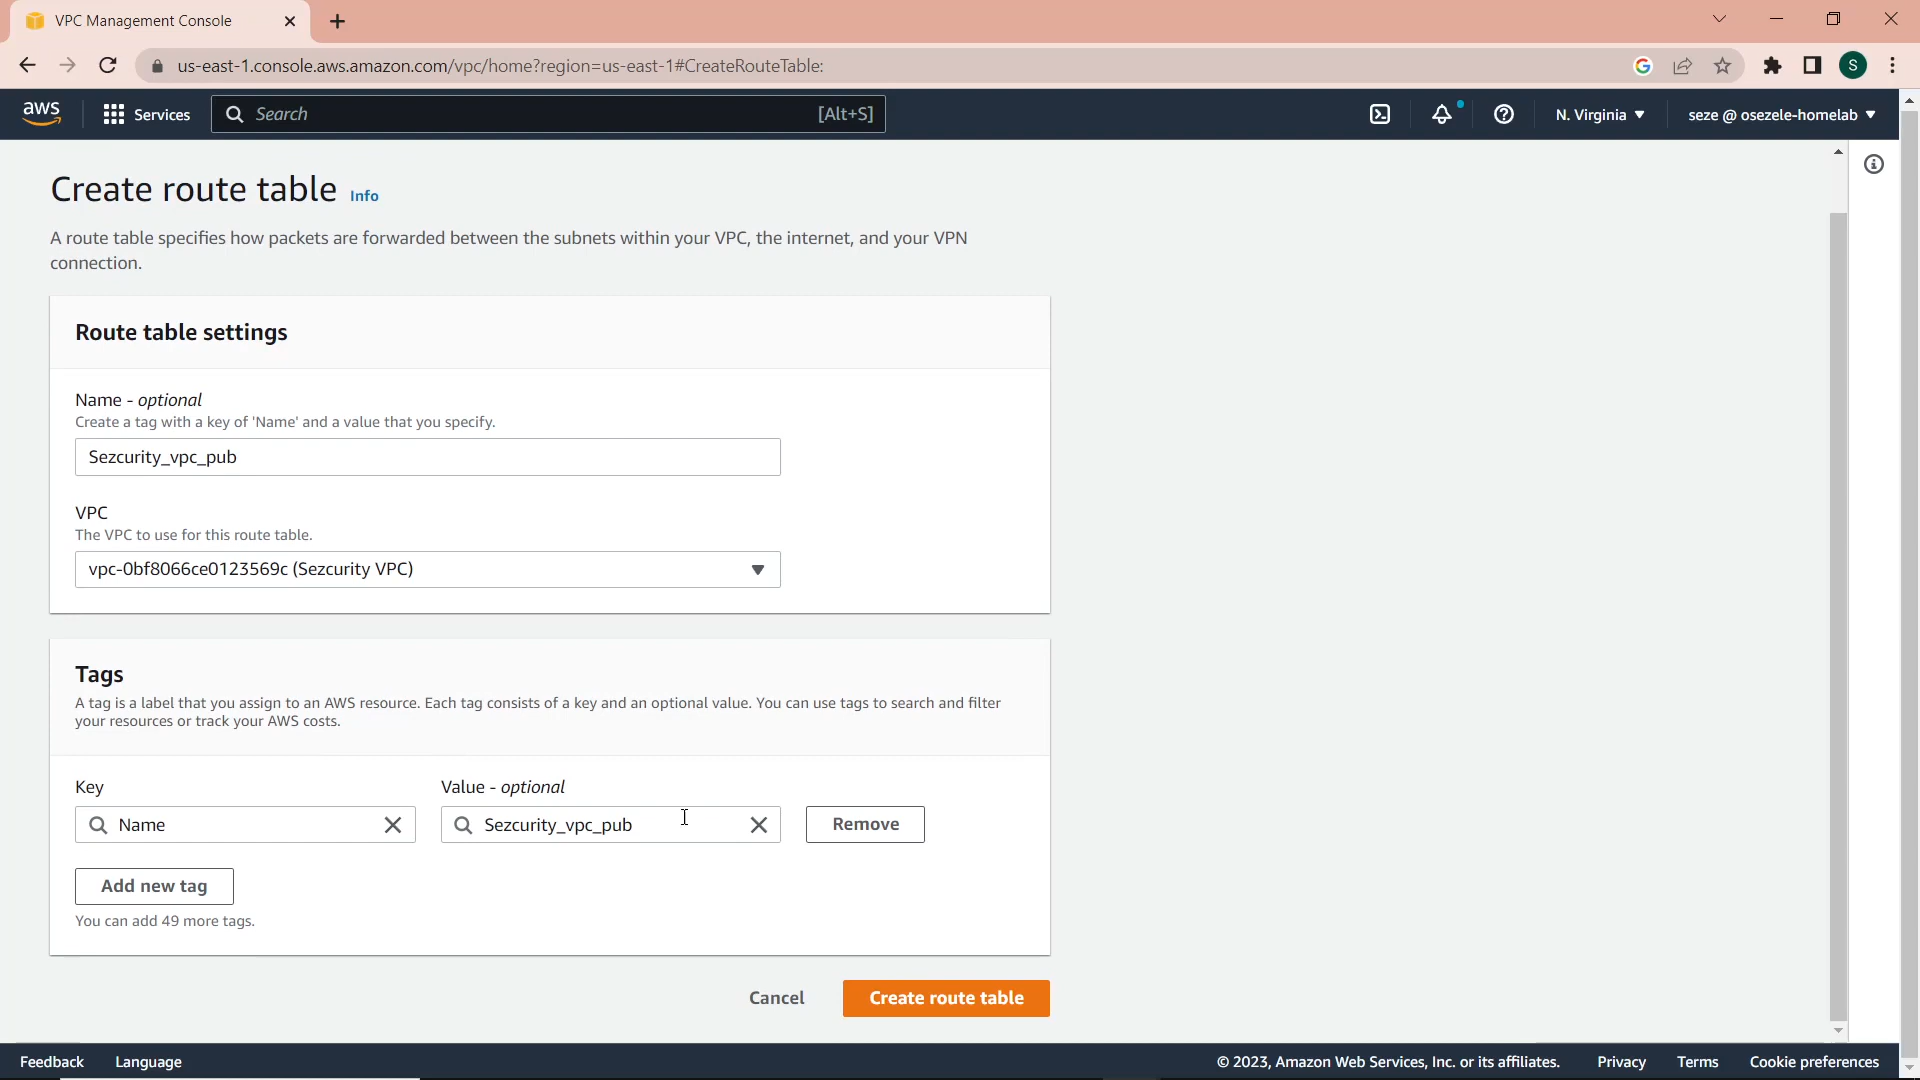 VPC Management Console
us-east-1.console.aws.amazon.com/vpc/home?region=us-east-1#CreateRouteTable:
S
aws
Services
Search
[Alt+S]
N. Virginia
seze @ osezele-homelab
Create route table Info
A route table specifies how packets are forwarded between the subnets within your VPC, the internet, and your VPN
connection.
Route table settings
Name - optional
Create a tag with a key of 'Name' and a value that you specify.
Sezcurity_vpc_pub
VPC
The VPC to use for this route table.
vpc-0bf8066ce0123569c (Sezcurity VPC)
Tags
A tag is a label that you assign to an AWS resource. Each tag consists of a key and an optional value. You can use tags to search and filter
your resources or track your AWS costs.
Key
Value - optional
Name
Sezcurity_vpc_pub
Remove
Add new tag
You can add 49 more tags.
Cancel
Create route table
Feedback
Language
© 2023, Amazon Web Services, Inc. or its affiliates.
Privacy
Terms
Cookie preferences